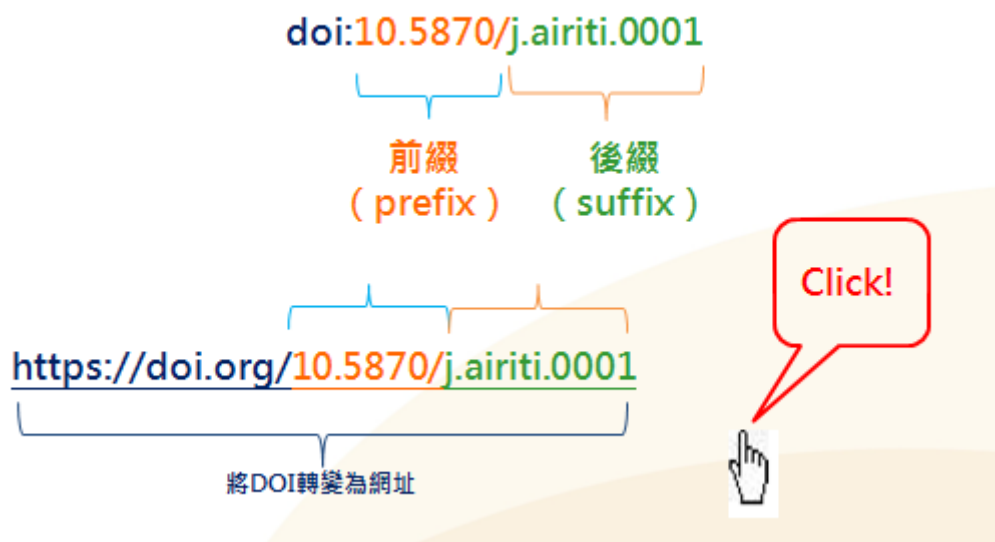 doi:10.5870/j.airiti.0001
前綴 後綴
( prefix ) ( suffix )
Click!
https://doi.org/10.5870/j.airiti.0001
將DOI轉變為網址